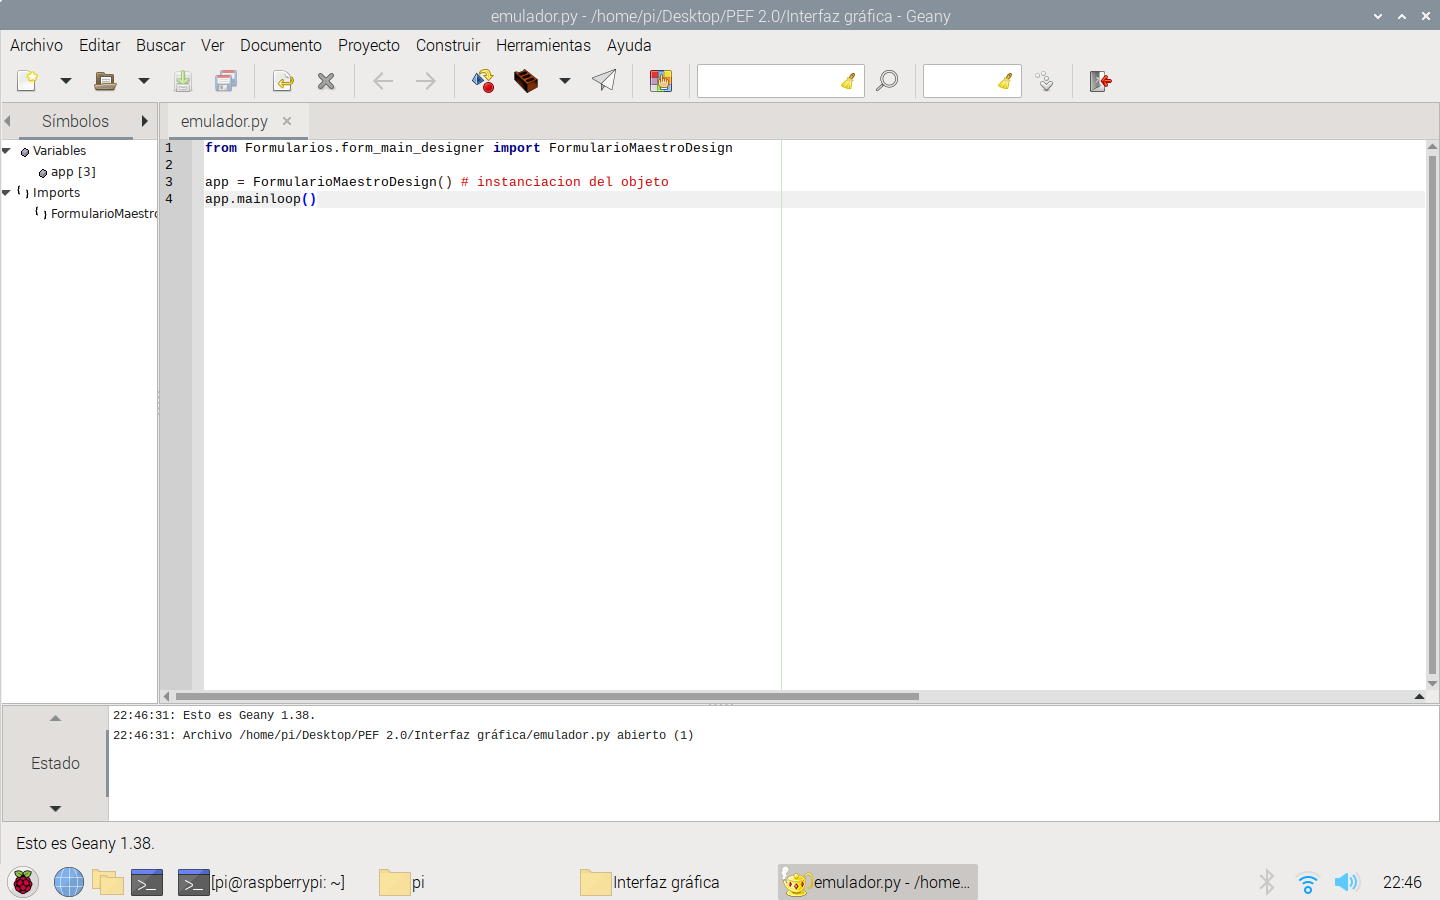 emulador.py - /home/pi/Desktop/PEF 2.0/Interfaz gráfica - Geany
Archivo Editar Buscar Ver Documento Proyecto Construir Herramientas Ayuda
Símbolos
emulador.py
Variables
app [3]
Imports
FormularioMaestro
1 from Formularios.form_main_designer import FormularioMaestroDesign
2
3 app = FormularioMaestroDesign() # instanciacion del objeto
4 app.mainloop()
Estado
22:46:31: Esto es Geany 1.38.
22:46:31: Archivo /home/pi/Desktop/PEF 2.0/Interfaz gráfica/emulador.py abierto (1)
Esto es Geany 1.38.
[pi@raspberrypi: ~] pi Interfaz gráfica emulador.py - /home... 22:46